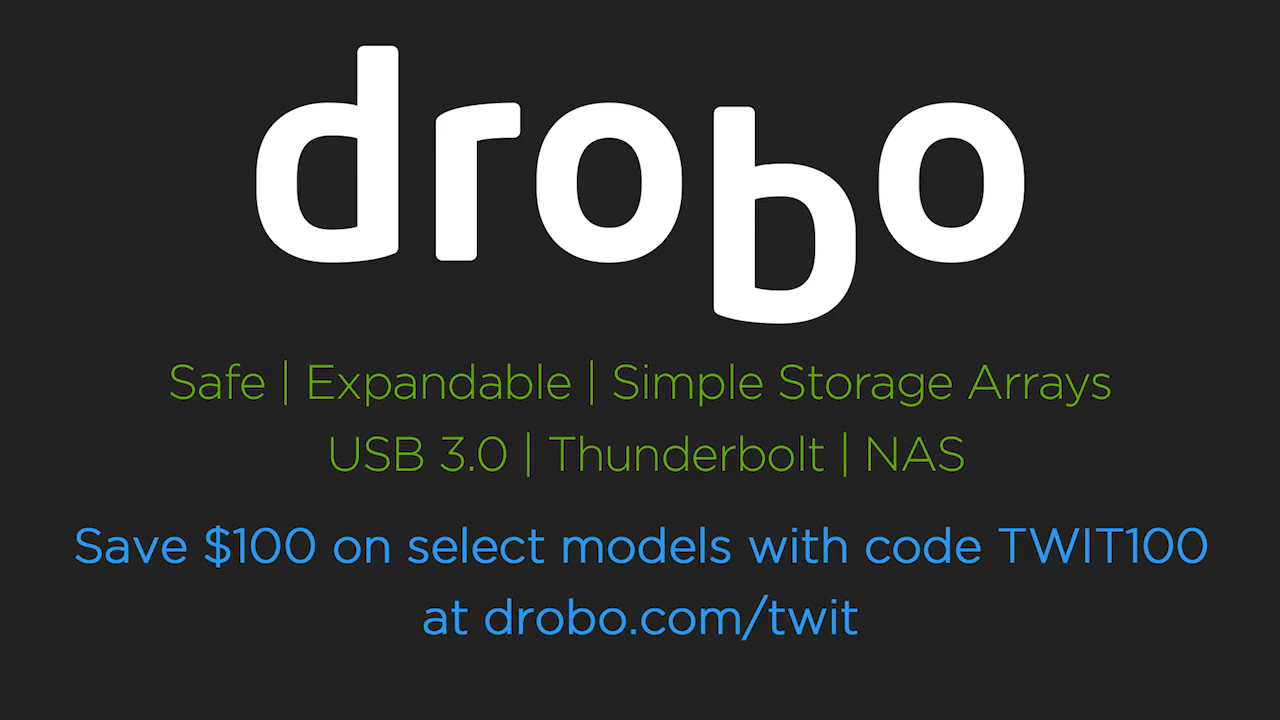 drobo
Safe | Expandable | Simple Storage Arrays
USB 3.0 | Thunderbolt | NAS
Save $100 on select models with code TWIT100
at drobo.com/twit